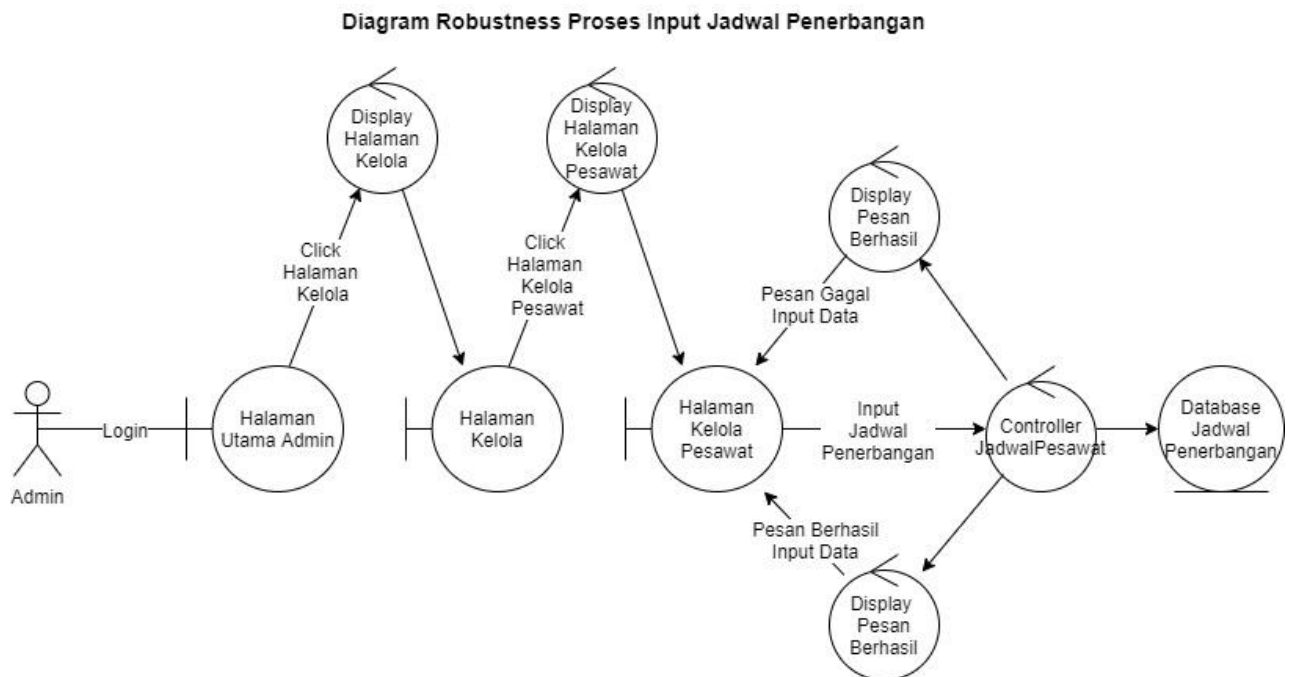 Diagram Robustness Proses Input Jadwal Penerbangan
Display
Halaman
Kelola
Display
Halaman
Kelola
Pesawat
Display
Pesan
Berhasil
Click
Halaman
Kelola
Click
Halaman
Kelola
Pesawat
Pesan Gagal
Input Data
Login
Admin
Halaman
Utama Admin
Halaman
Kelola
Halaman
Kelola
Pesawat
Input
Jadwal
Penerbangan
Controller
JadwalPesawat
Database
Jadwal
Penerbangan
Pesan Berhasil
Input Data
Display
Pesan
Berhasil